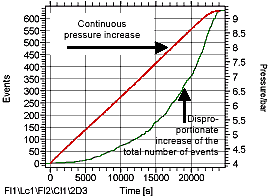 Continuous
pressure increase
Events
600
550
500
450
400
350
300
250
200
150
100
50
0
9
8.5
8
7.5
7
6.5
6
5.5
5
4.5
4
Pressure/bar
Dispro-
portionate
increase of the
total number of events
0
5000
10000
15000
20000
FI1\Lc1\FI2\Cl1\2D3
Time [s]